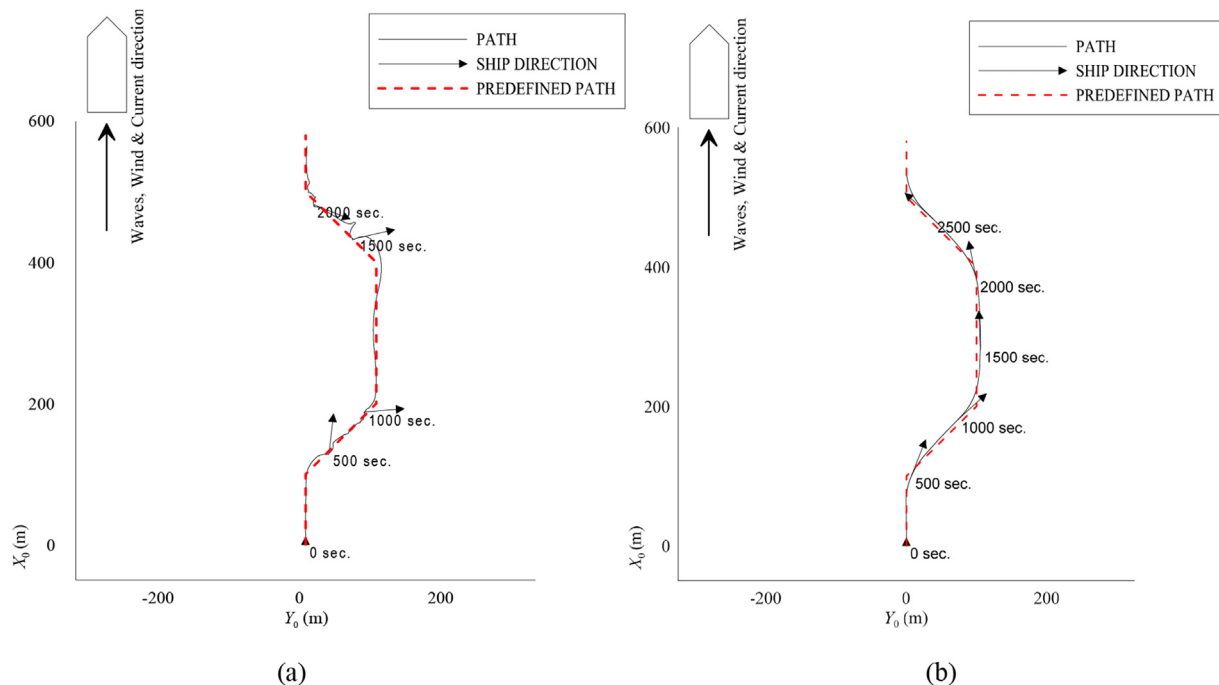 Waves, Wind & Current direction
PATH
SHIP DIRECTION
PREDEFINED PATH
600
400
200
0
X₀ (m)
2000 sec.
1500 sec.
1000 sec.
500 sec.
0 sec.
-200 0 200
Y₀ (m)
(a)
Waves, Wind & Current direction
PATH
SHIP DIRECTION
PREDEFINED PATH
600
400
200
0
X₀ (m)
2500 sec.
2000 sec.
1500 sec.
1000 sec.
500 sec.
0 sec.
-200 0 200
Y₀ (m)
(b)